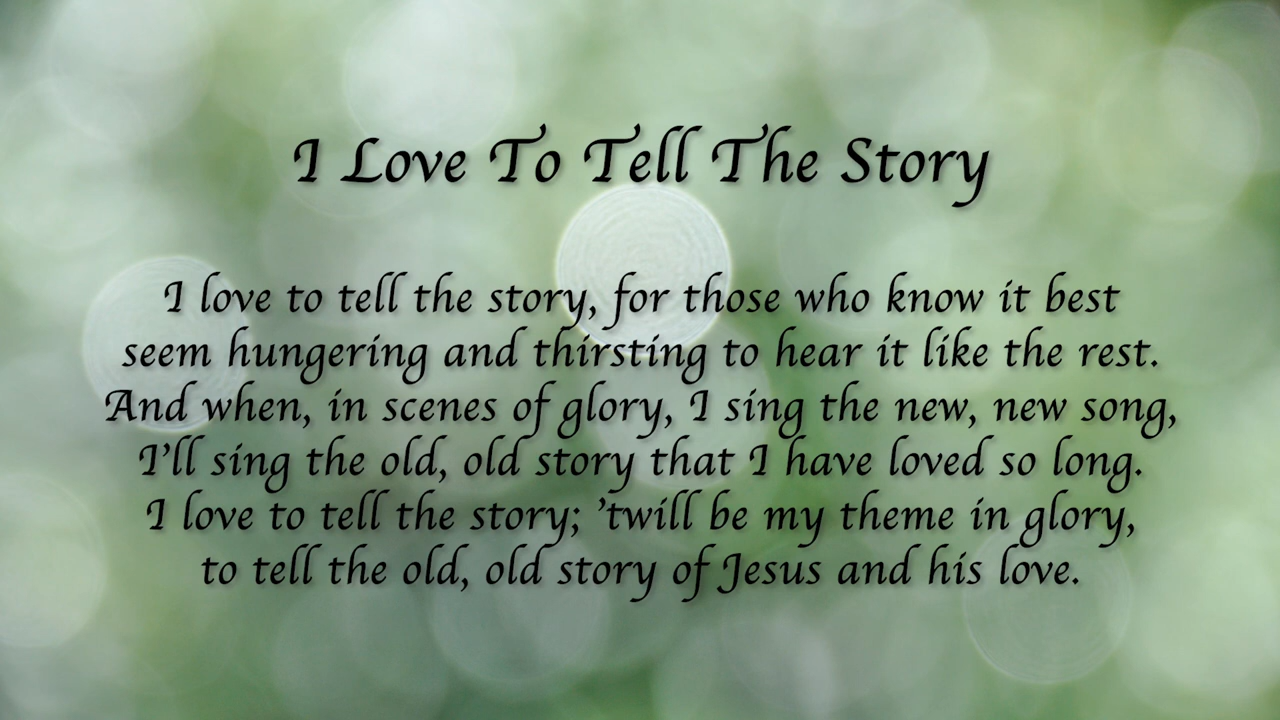 I Love To Tell The Story
I love to tell the story, for those who know it best
seem hungering and thirsting to hear it like the rest.
And when, in scenes of glory, I sing the new, new song,
I'll sing the old, old story that I have loved so long.
I love to tell the story; 'twill be my theme in glory,
to tell the old, old story of Jesus and his love.